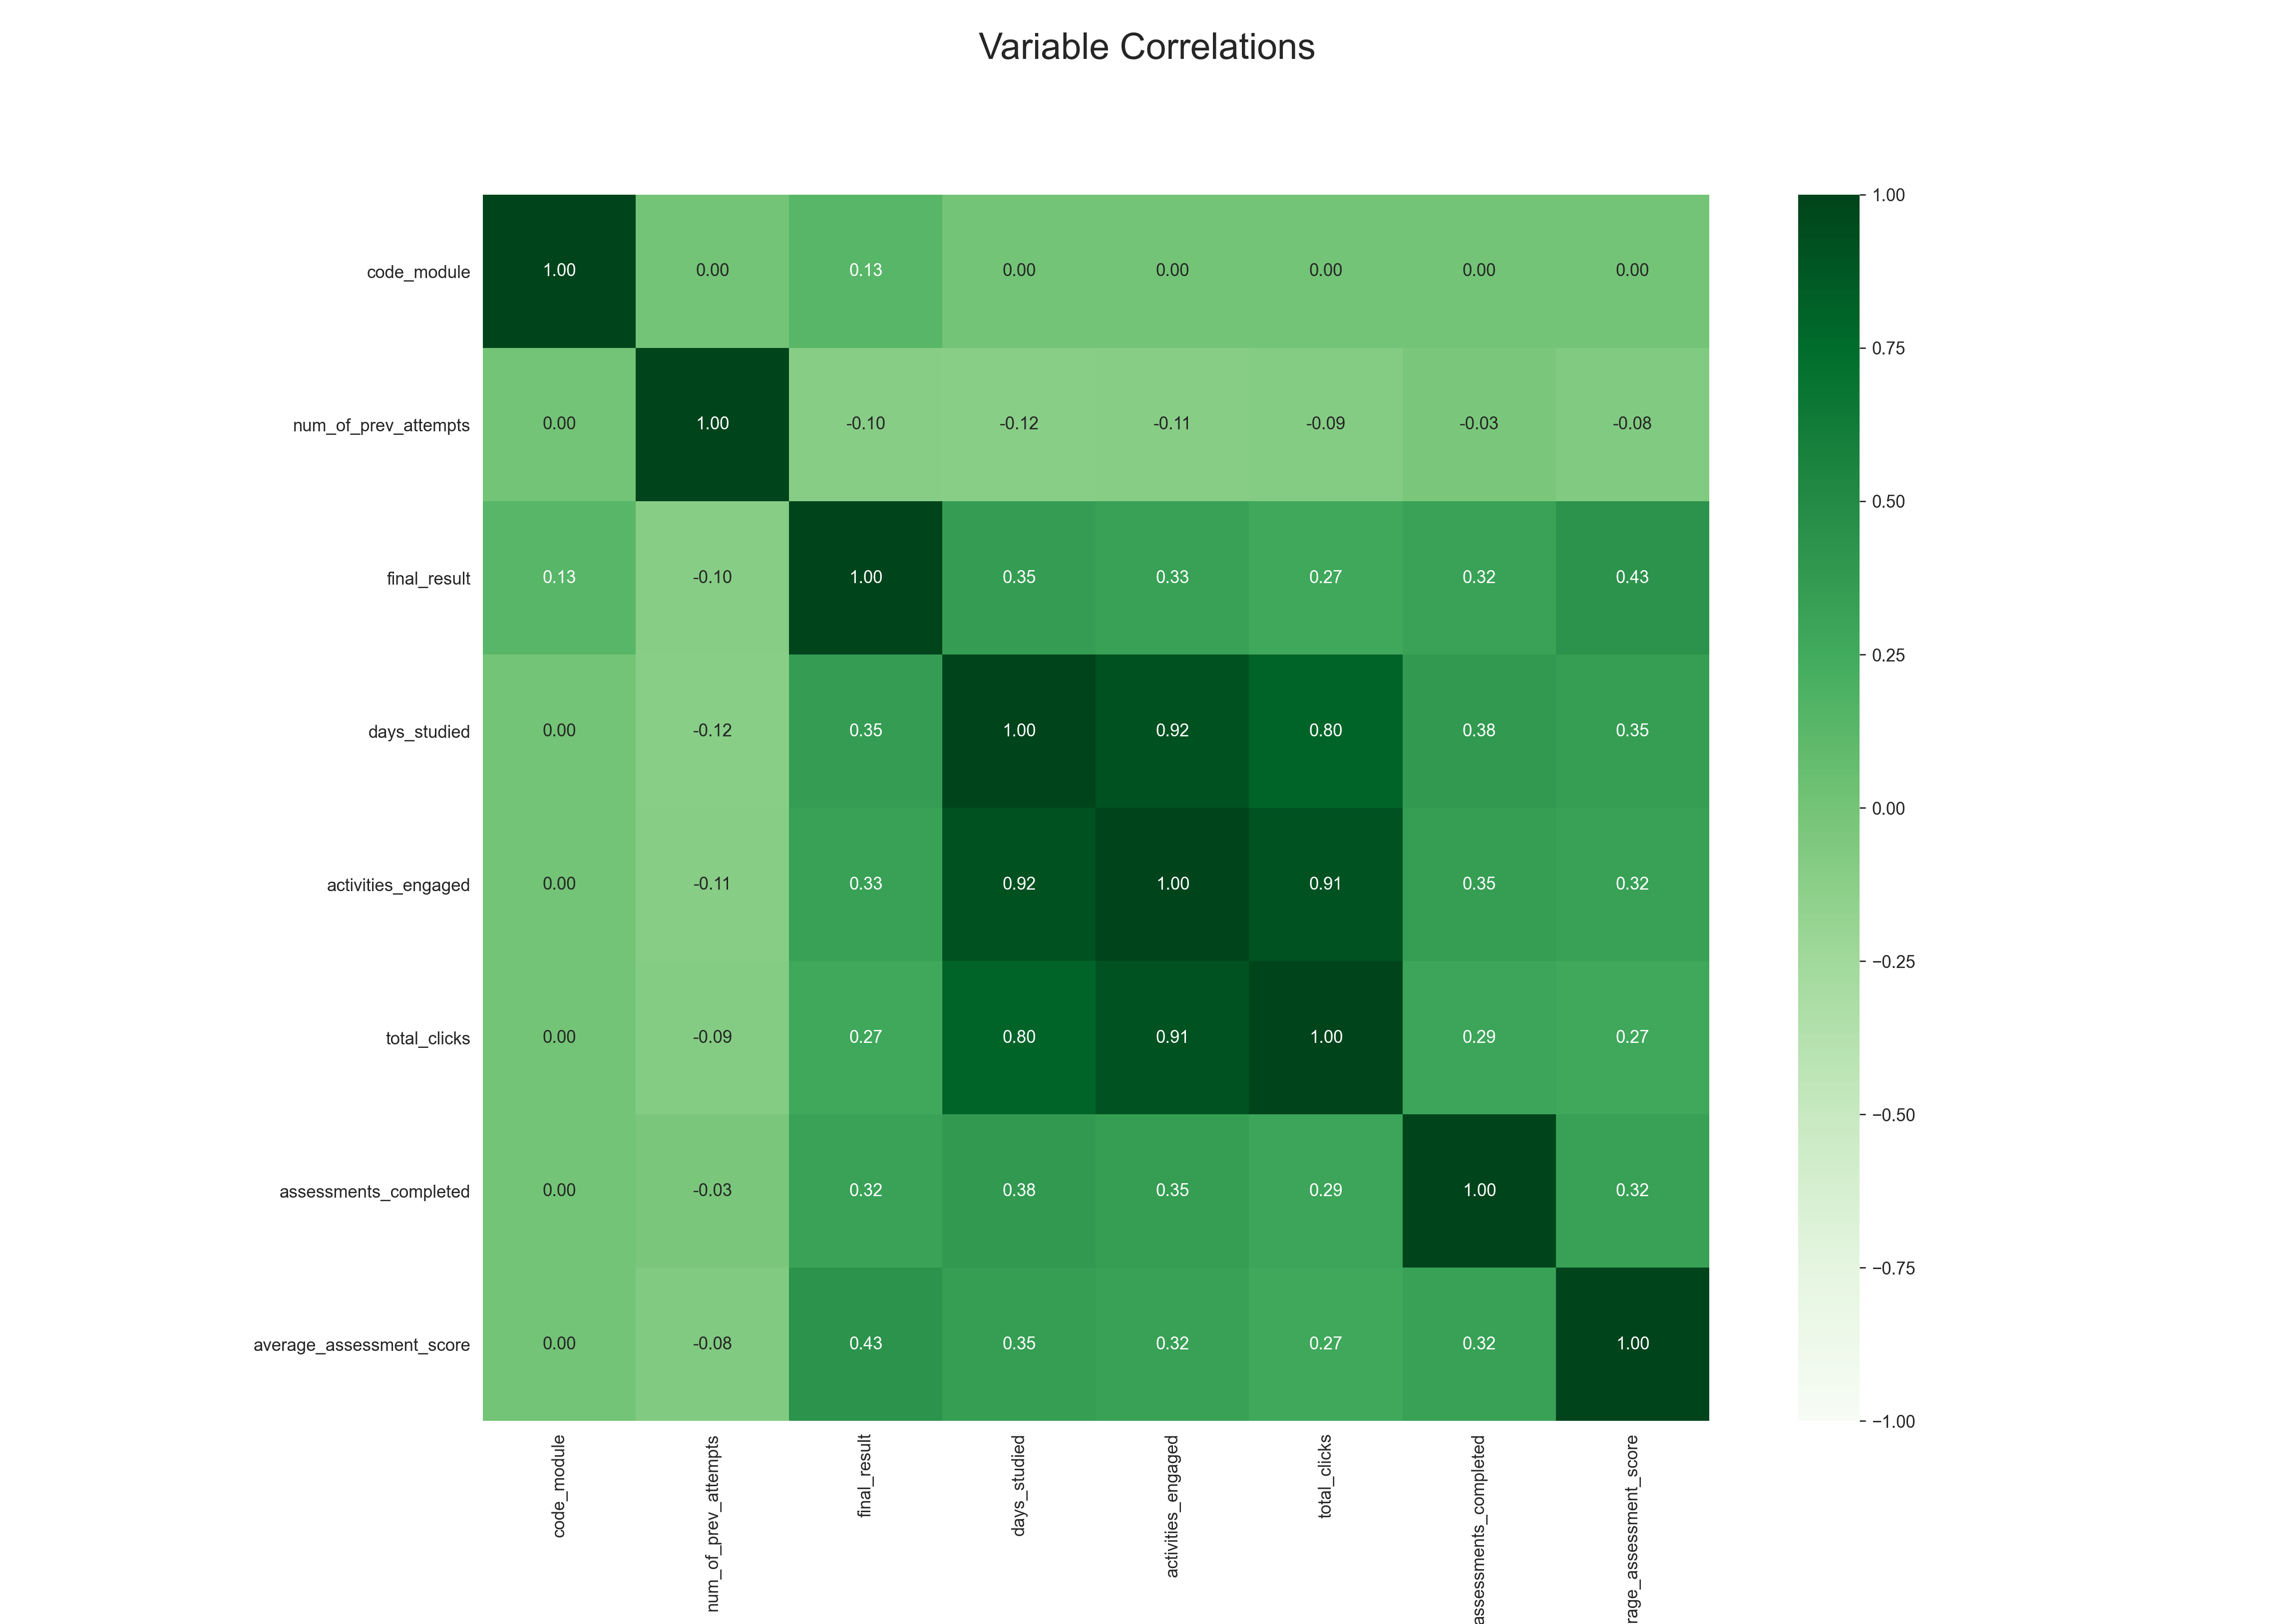 Variable Correlations
code_module 1.00 0.00 0.13 0.00 0.00 0.00 0.00 0.00
num_of_prev_attempts 0.00 1.00 -0.10 -0.12 -0.11 -0.09 -0.03 -0.08
final_result 0.13 -0.10 1.00 0.35 0.33 0.27 0.32 0.43
days_studied 0.00 -0.12 0.35 1.00 0.92 0.80 0.38 0.35
activities_engaged 0.00 -0.11 0.33 0.92 1.00 0.91 0.35 0.32
total_clicks 0.00 -0.09 0.27 0.80 0.91 1.00 0.29 0.27
assessments_completed 0.00 -0.03 0.32 0.38 0.35 0.29 1.00 0.32
average_assessment_score 0.00 -0.08 0.43 0.35 0.32 0.27 0.32 1.00
code_module
num_of_prev_attempts
final_result
days_studied
activities_engaged
total_clicks
assessments_completed
rage_assessment_score
1.00
0.75
0.50
0.25
0.00
−0.25
−0.50
−0.75
−1.00